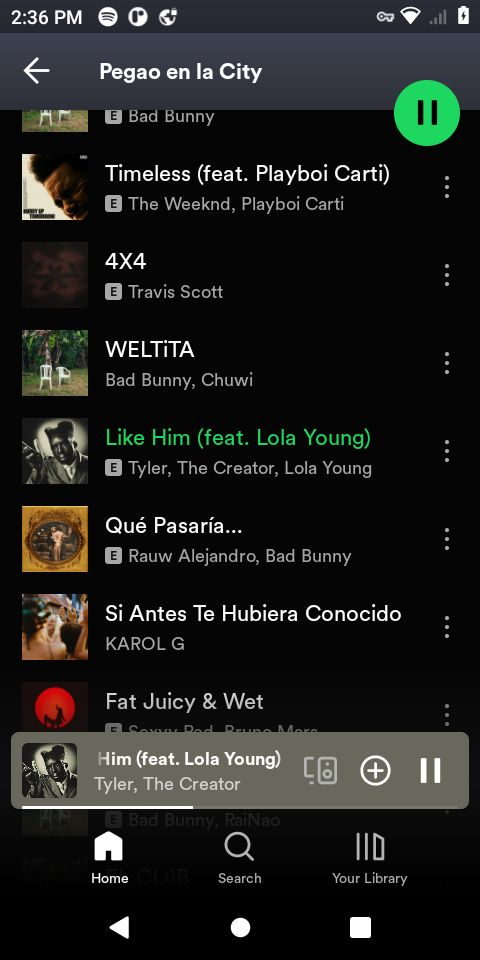 2:36 PM
Pegao en la City
E Bad Bunny
Timeless (feat. Playboi Carti)
E The Weeknd, Playboi Carti
HURRY UP
TOMORROW
4X4
E Travis Scott
WELTiTA
Bad Bunny, Chuwi
Like Him (feat. Lola Young)
E Tyler, The Creator, Lola Young
Qué Pasaría...
E Rauw Alejandro, Bad Bunny
Si Antes Te Hubiera Conocido
KAROL G
Fat Juicy & Wet
E Sexyy Red, Bruno Mars
Him (feat. Lola Young)
Tyler, The Creator
E Bad Bunny, RaiNao
EL CLúB
Home
Search
Your Library